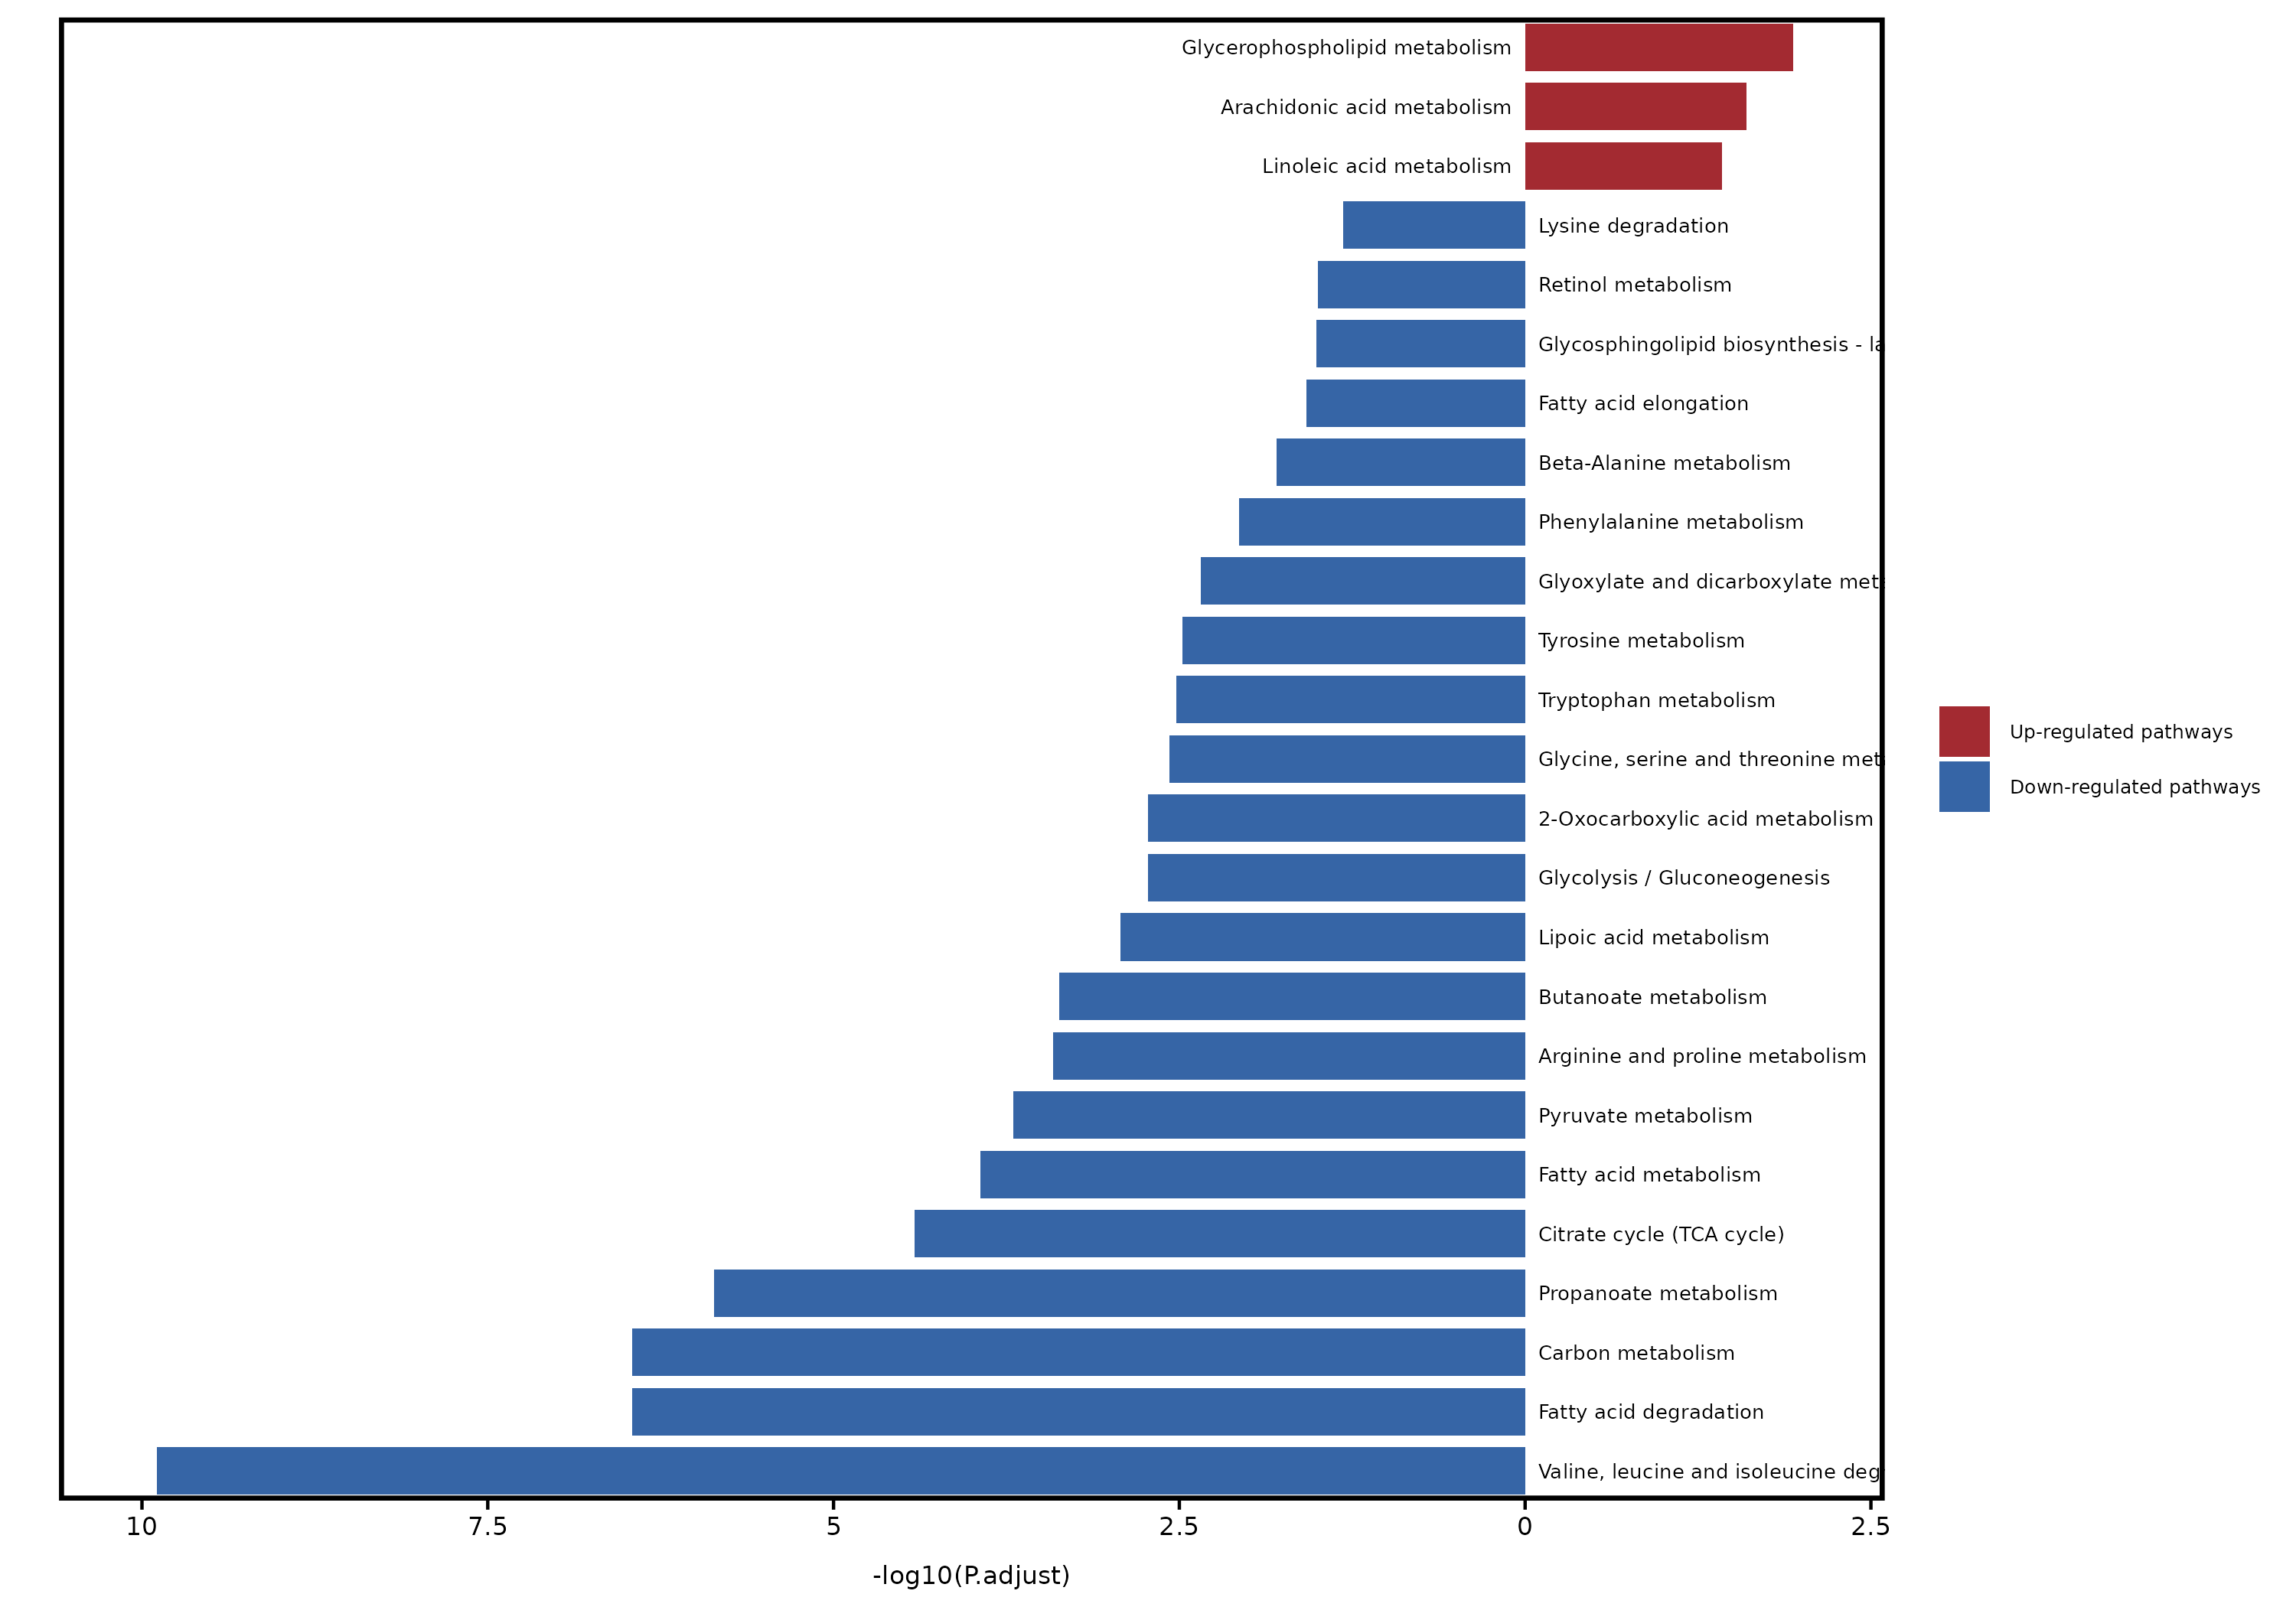 Glycerophospholipid metabolism
Arachidonic acid metabolism
Linoleic acid metabolism
Lysine degradation
Retinol metabolism
Glycosphingolipid biosynthesis - la
Fatty acid elongation
Beta-Alanine metabolism
Phenylalanine metabolism
Glyoxylate and dicarboxylate meta
Tyrosine metabolism
Tryptophan metabolism
Glycine, serine and threonine meta
2-Oxocarboxylic acid metabolism
Glycolysis / Gluconeogenesis
Lipoic acid metabolism
Butanoate metabolism
Arginine and proline metabolism
Pyruvate metabolism
Fatty acid metabolism
Citrate cycle (TCA cycle)
Propanoate metabolism
Carbon metabolism
Fatty acid degradation
Valine, leucine and isoleucine deg
10 7.5 5 2.5 0 2.5
-log10(P.adjust)
Up-regulated pathways
Down-regulated pathways